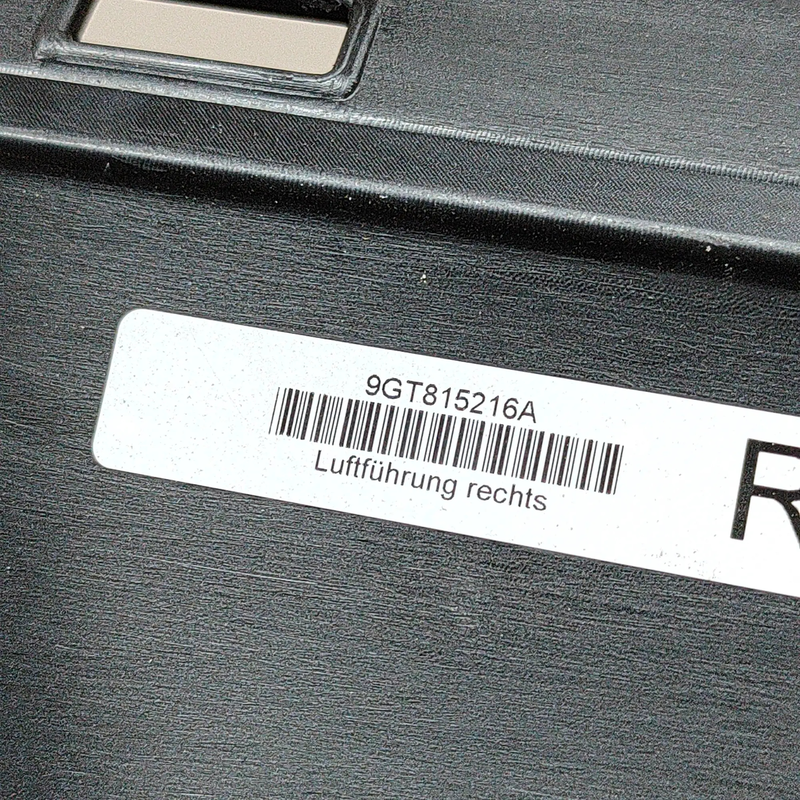 9GT815216A
Luftführung rechts
R